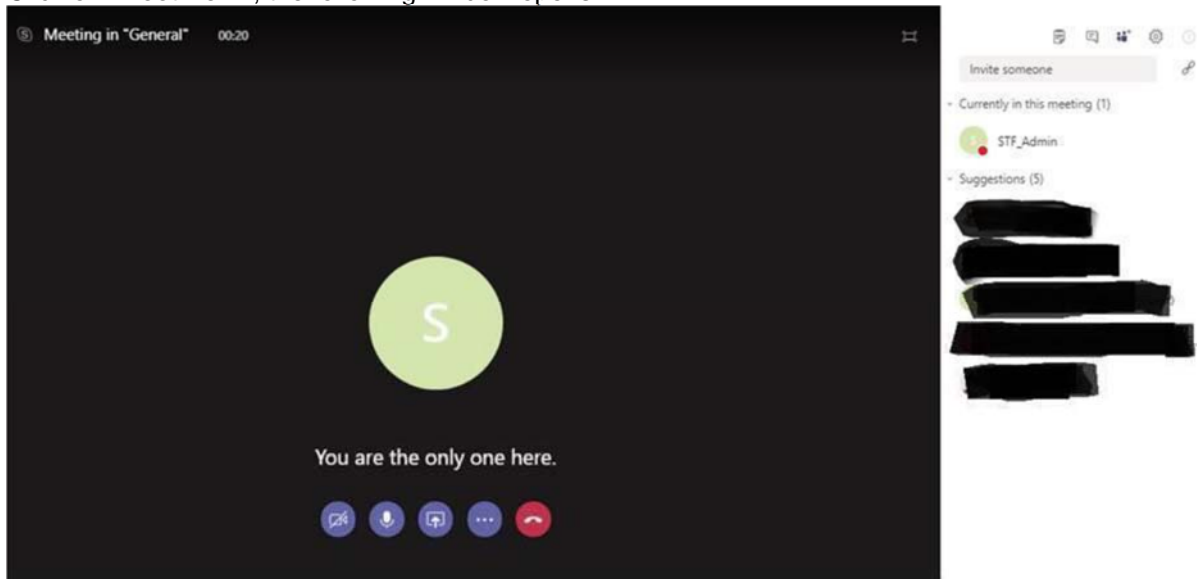 Meeting in "General" 00:20
S
You are the only one here.
Invite someone
Currently in this meeting (1)
S STF_Admin
Suggestions (5)